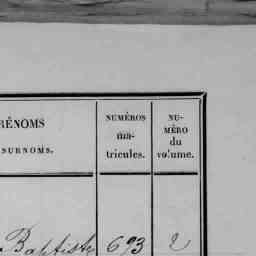 RÉNOMS
SURNOMS.
NUMÉROS
ma-
tricules.
NU-
MÉRO
du
volume.
Baptiste 693 2